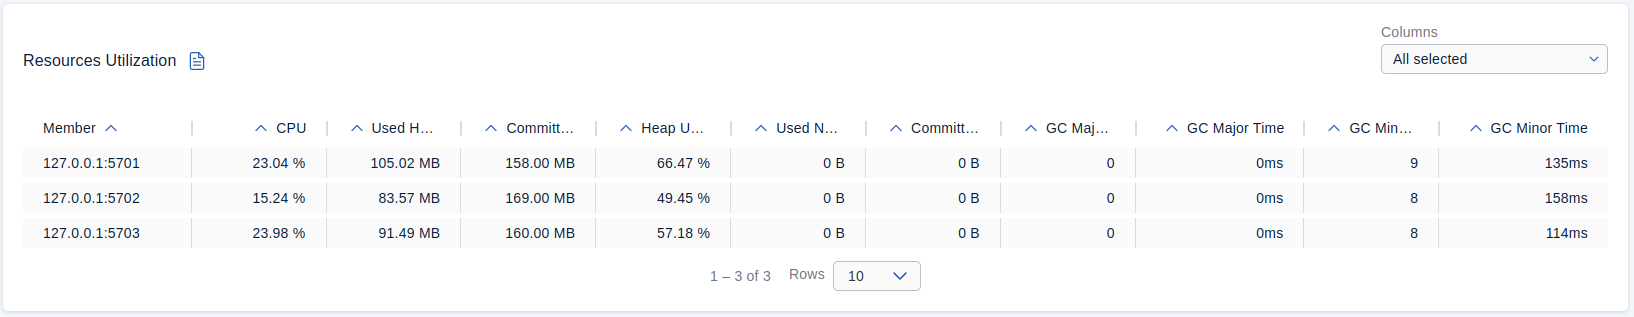 Columns
Resources Utilization
All selected
Member CPU Used H... Committ... Heap U... Used N... Committ... GC Maj... GC Major Time GC Min... GC Minor Time
127.0.0.1:5701 23.04 % 105.02 MB 158.00 MB 66.47 % 0 B 0 B 0 0ms 9 135ms
127.0.0.1:5702 15.24 % 83.57 MB 169.00 MB 49.45 % 0 B 0 B 0 0ms 8 158ms
127.0.0.1:5703 23.98 % 91.49 MB 160.00 MB 57.18 % 0 B 0 B 0 0ms 8 114ms
1 – 3 of 3 Rows 10